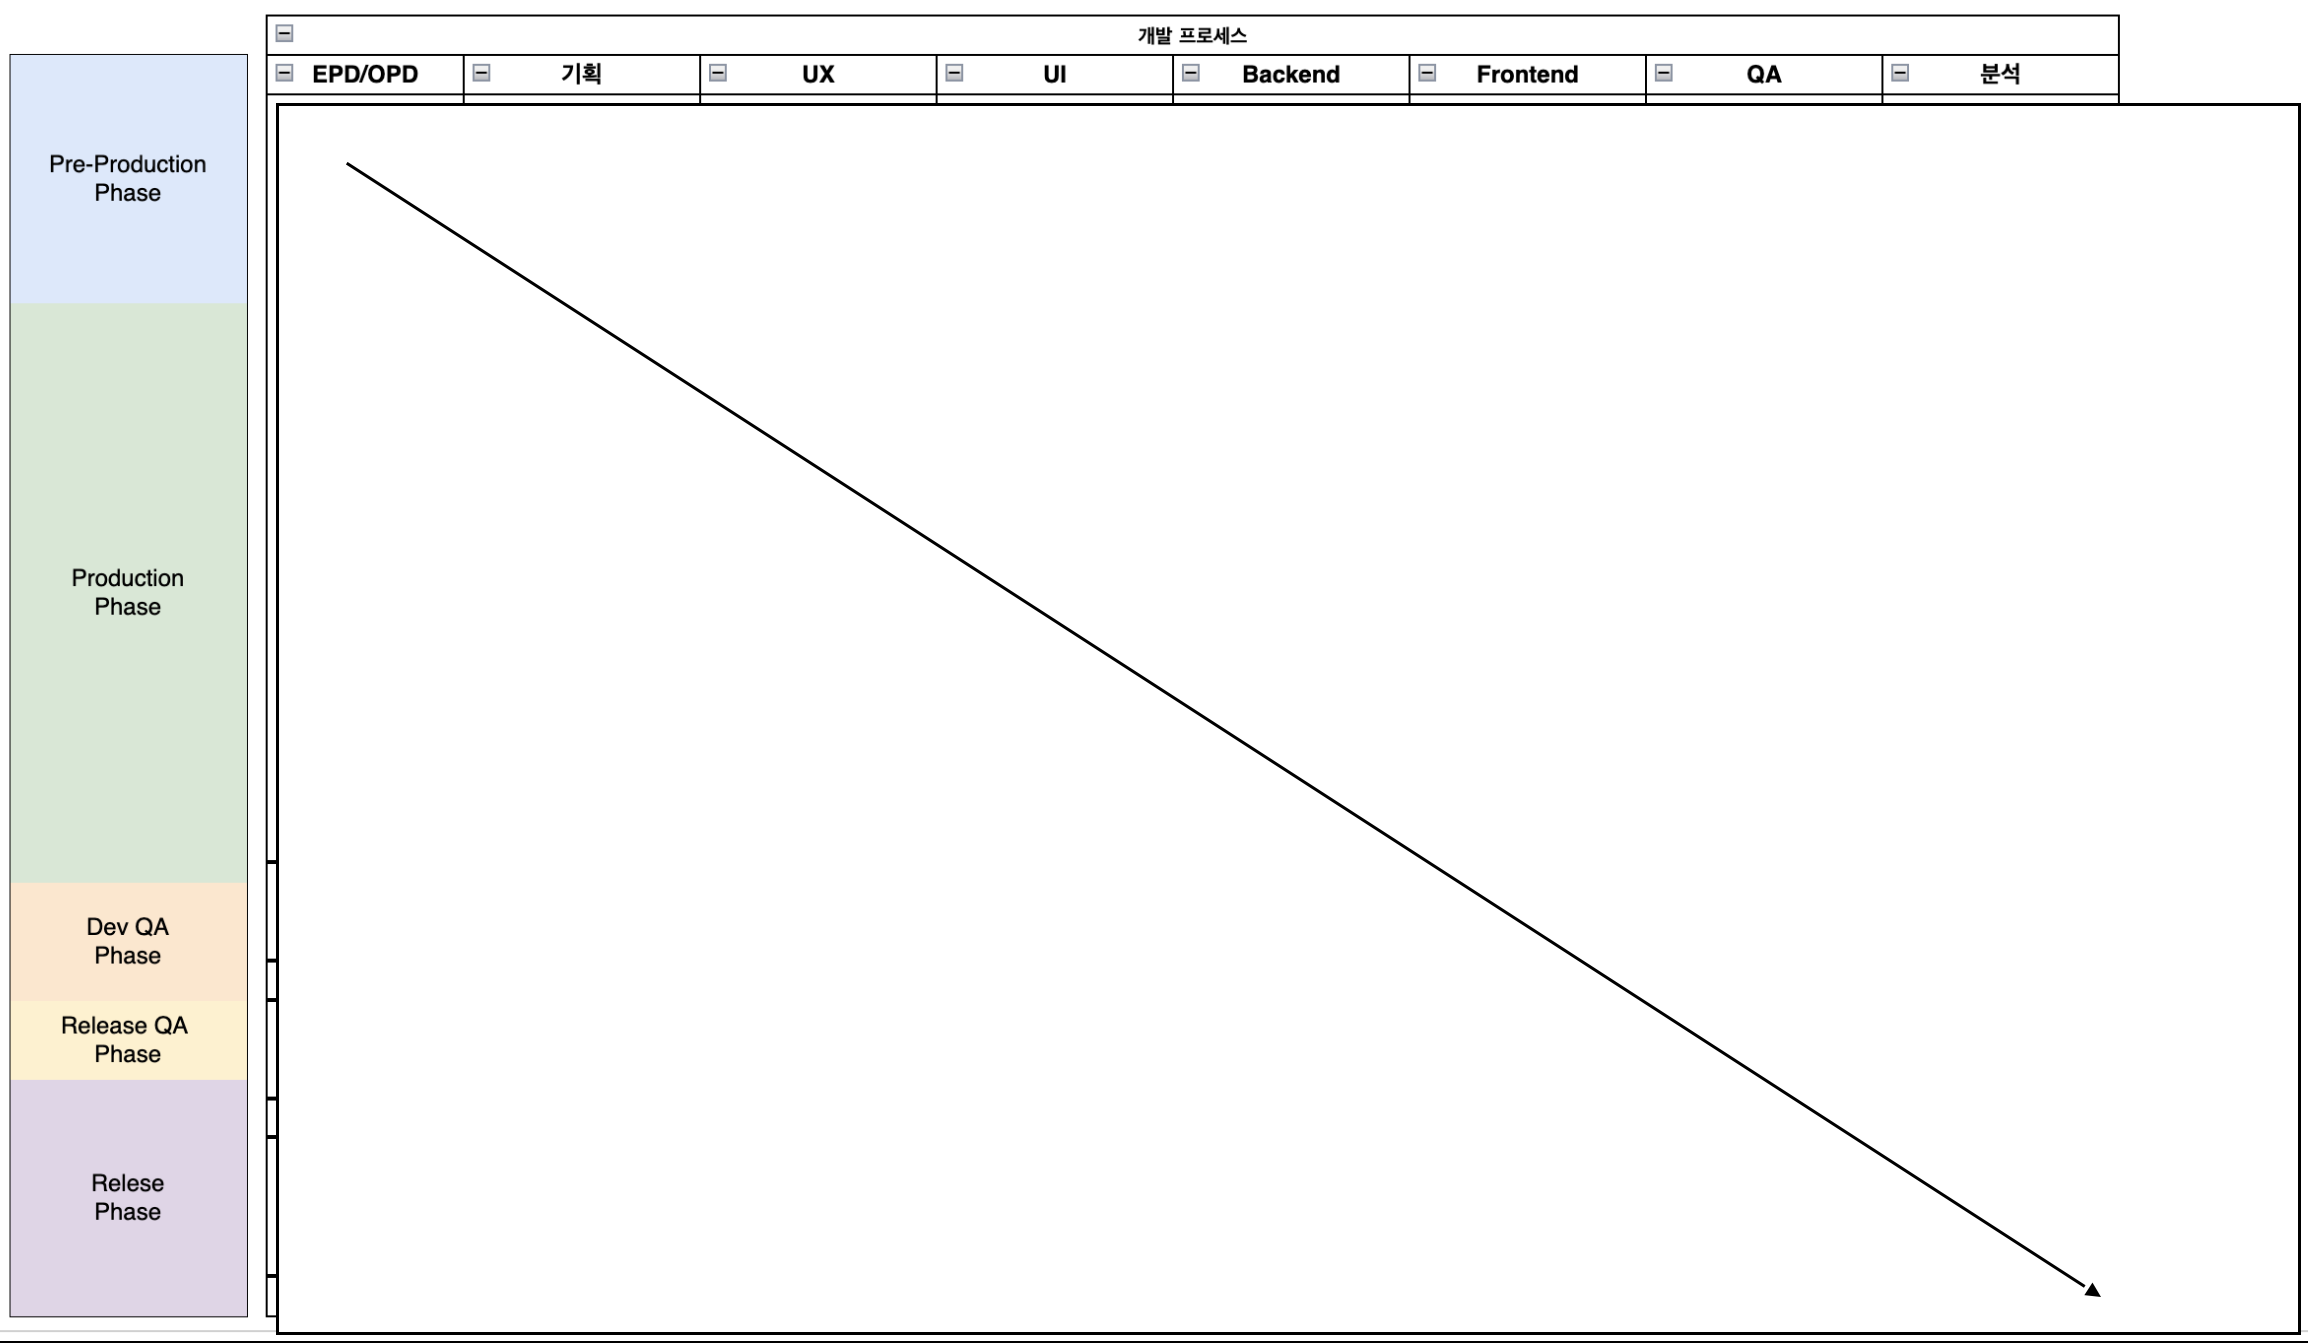 개발 프로세스
EPD/OPD
기획
UX
UI
Backend
Frontend
QA
분석
Pre-Production
Phase
Production
Phase
Dev QA
Phase
Release QA
Phase
Relese
Phase